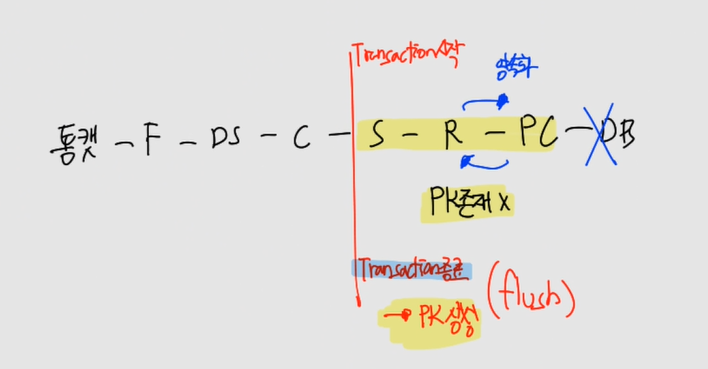 Transaction시작
영속화
톰캣 - F - DS - C - S - R - PC - DB
PK존재 X
Transaction종료
(flush)
→ PK생성